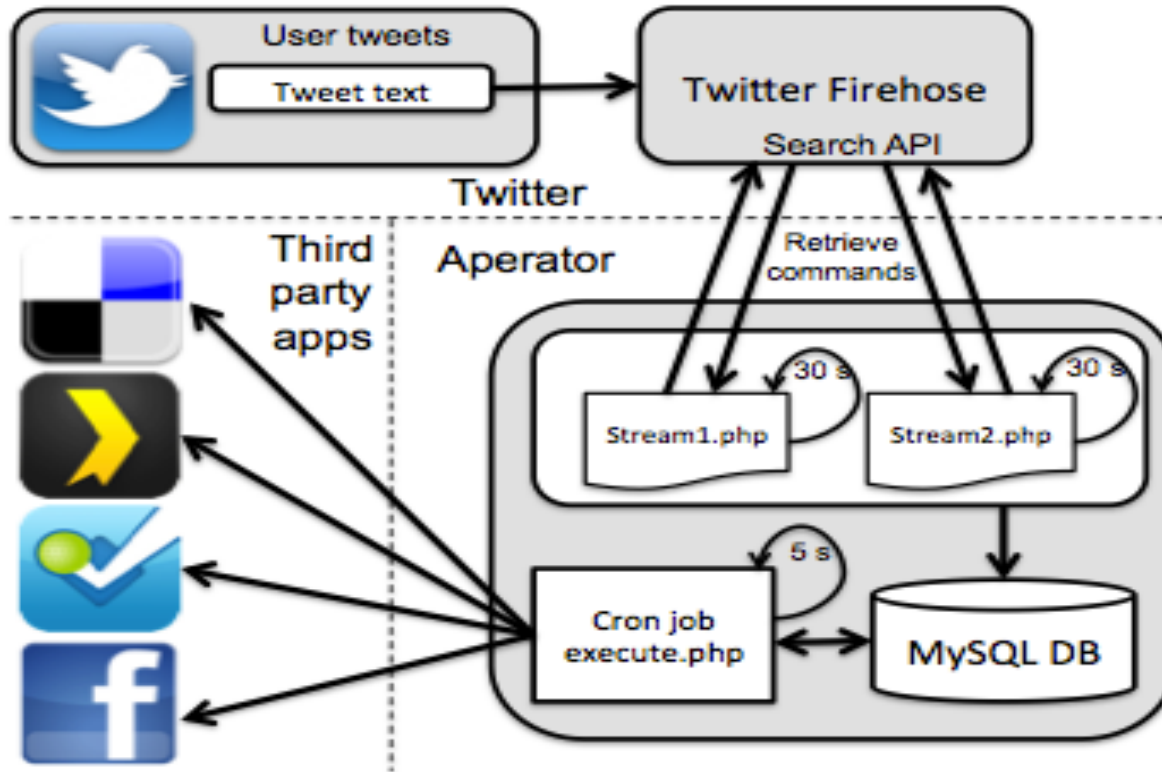 User tweets
Tweet text
Twitter Firehose
Search API
Twitter
Third
party
apps
Aperator
Retrieve
commands
30 s
30 s
Stream1.php
Stream2.php
5 s
Cron job
execute.php
MySQL DB
f